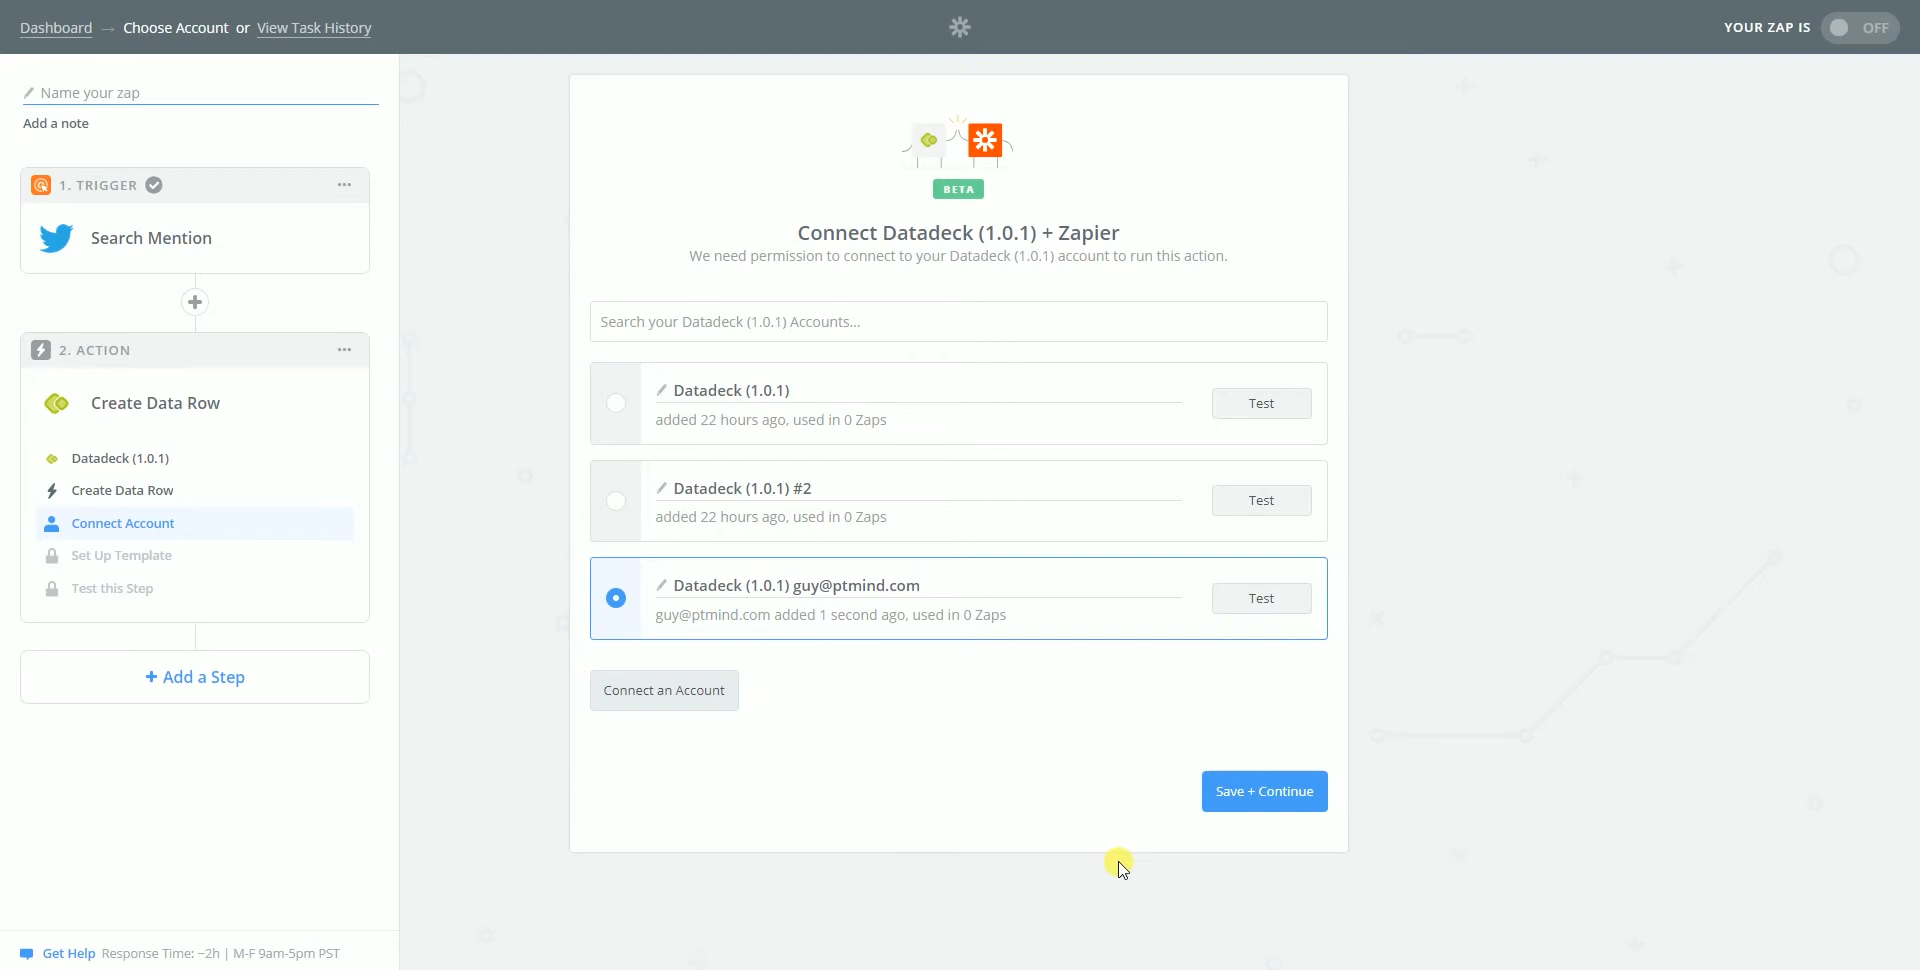 Dashboard → Choose Account or View Task History
YOUR ZAP IS OFF
Name your zap
Add a note
1. TRIGGER
Search Mention
2. ACTION
Create Data Row
Datadeck (1.0.1)
Create Data Row
Connect Account
Set Up Template
Test this Step
+ Add a Step
Get Help Response Time: ~2h | M-F 9am-5pm PST
BETA
Connect Datadeck (1.0.1) + Zapier
We need permission to connect to your Datadeck (1.0.1) account to run this action.
Search your Datadeck (1.0.1) Accounts...
Datadeck (1.0.1)
added 22 hours ago, used in 0 Zaps
Test
Datadeck (1.0.1) #2
added 22 hours ago, used in 0 Zaps
Test
Datadeck (1.0.1) guy@ptmind.com
guy@ptmind.com added 1 second ago, used in 0 Zaps
Test
Connect an Account
Save + Continue